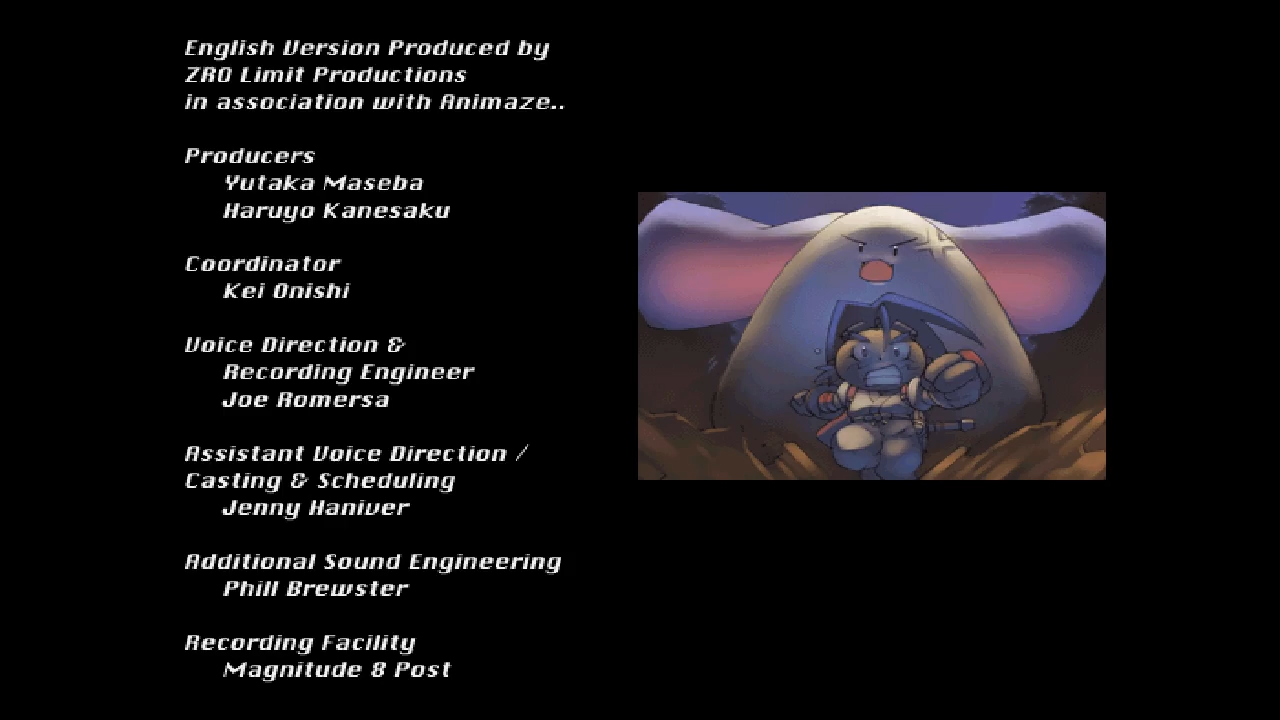 English Version Produced by
ZRO Limit Productions
in association with Animaze..
Producers
Yutaka Maseba
Haruyo Kanesaku
Coordinator
Kei Onishi
Voice Direction &
Recording Engineer
Joe Romersa
Assistant Voice Direction /
Casting & Scheduling
Jenny Haniver
Additional Sound Engineering
Phill Brewster
Recording Facility
Magnitude 8 Post